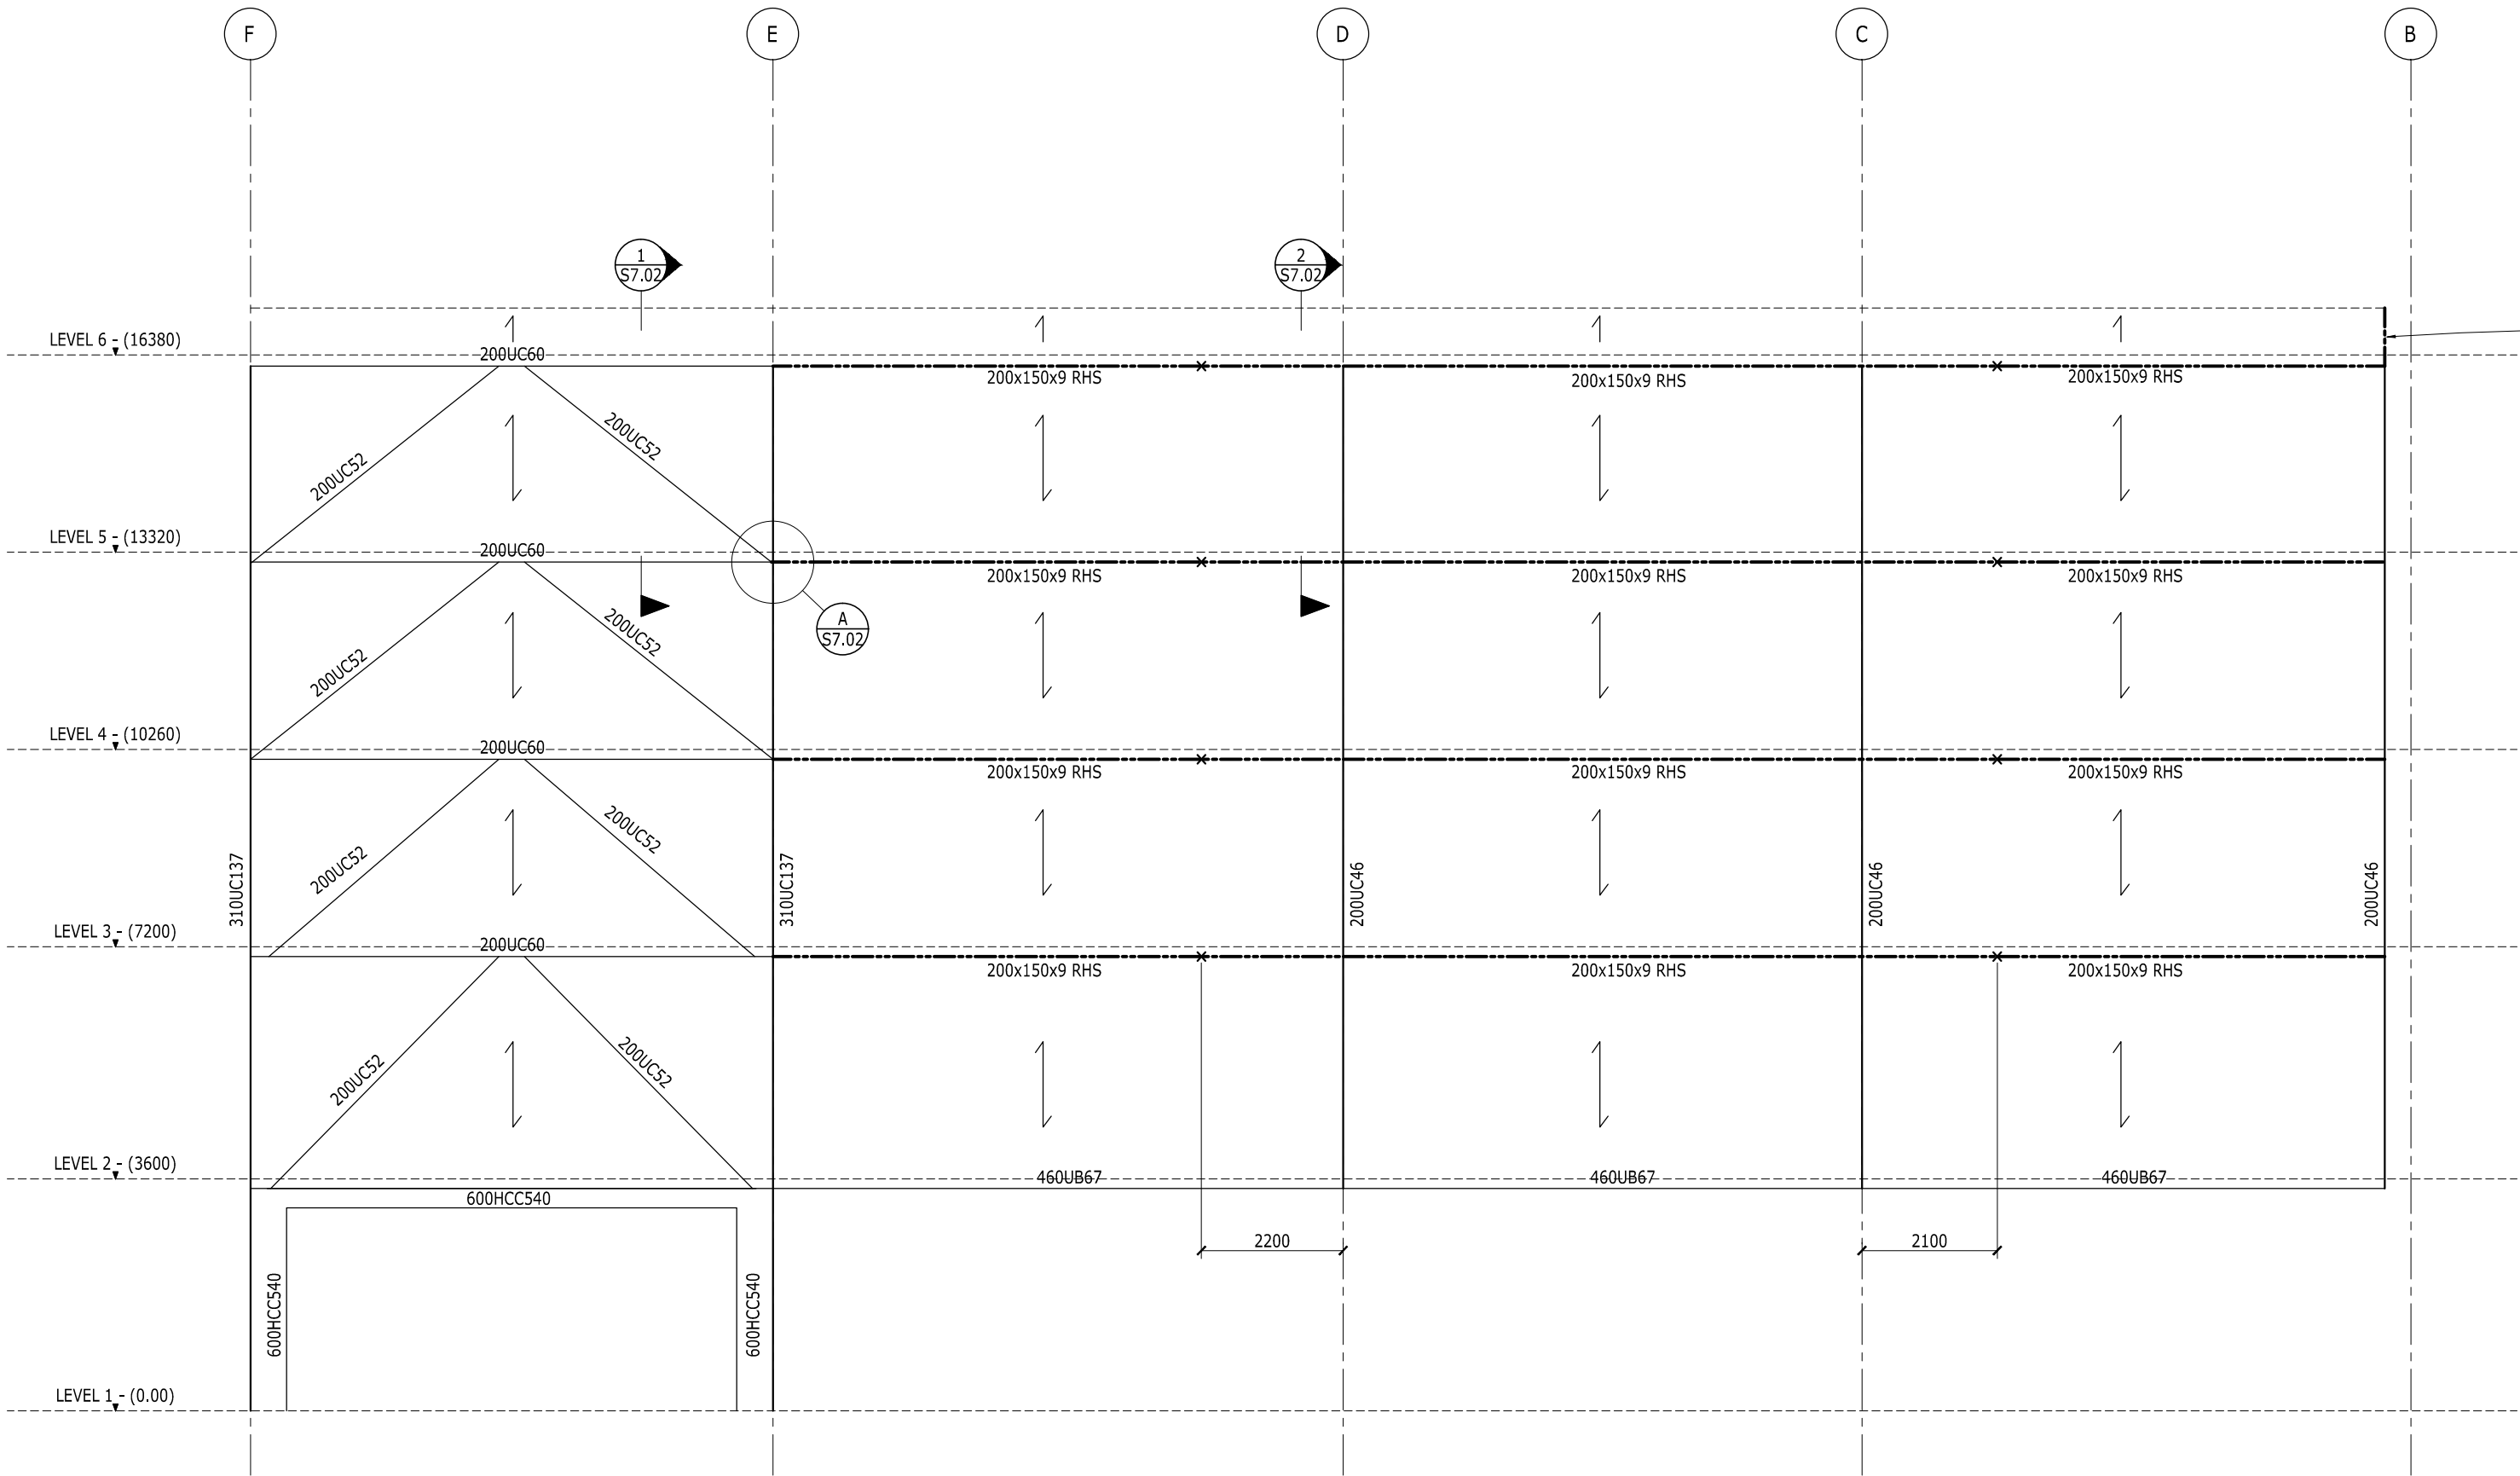 F
E
D
C
B
1
S7.02
2
S7.02
LEVEL 6 - (16380)
200UC60
200x150x9 RHS
200x150x9 RHS
200x150x9 RHS
200UC52
200UC52
LEVEL 5 - (13320)
200UC60
200x150x9 RHS
200x150x9 RHS
200x150x9 RHS
A
S7.02
200UC52
200UC52
LEVEL 4 - (10260)
200UC60
200x150x9 RHS
200x150x9 RHS
200x150x9 RHS
200UC52
200UC52
310UC137
310UC137
200UC46
200UC46
200UC46
LEVEL 3 - (7200)
200UC60
200x150x9 RHS
200x150x9 RHS
200x150x9 RHS
200UC52
200UC52
LEVEL 2 - (3600)
460UB67
460UB67
460UB67
600HCC540
2200
2100
600HCC540
600HCC540
LEVEL 1 - (0.00)